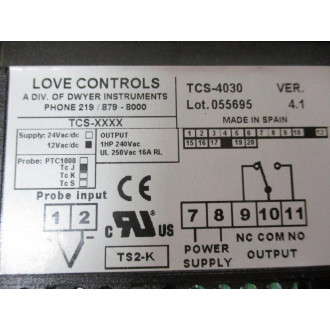 LOVE CONTROLS
A DIV. OF DWYER INSTRUMENTS
PHONE 219 / 879 - 8000
TCS-4030 VER.
Lot. 055695 4.1
MADE IN SPAIN
TCS-XXXX
Supply: 24Vac/dc
12Vac/dc
Probe: PTC1000
Tc J
Tc K
Tc S
OUTPUT
1HP 240Vac
UL 250Vac 16A RL
1 2 3 4 5 6 7 8 9 10 11
15 16 17 18 19 20
Probe input
1 2
c UL US
TS2-K
7 8 9 10 11
POWER SUPPLY
NC COM NO
OUTPUT